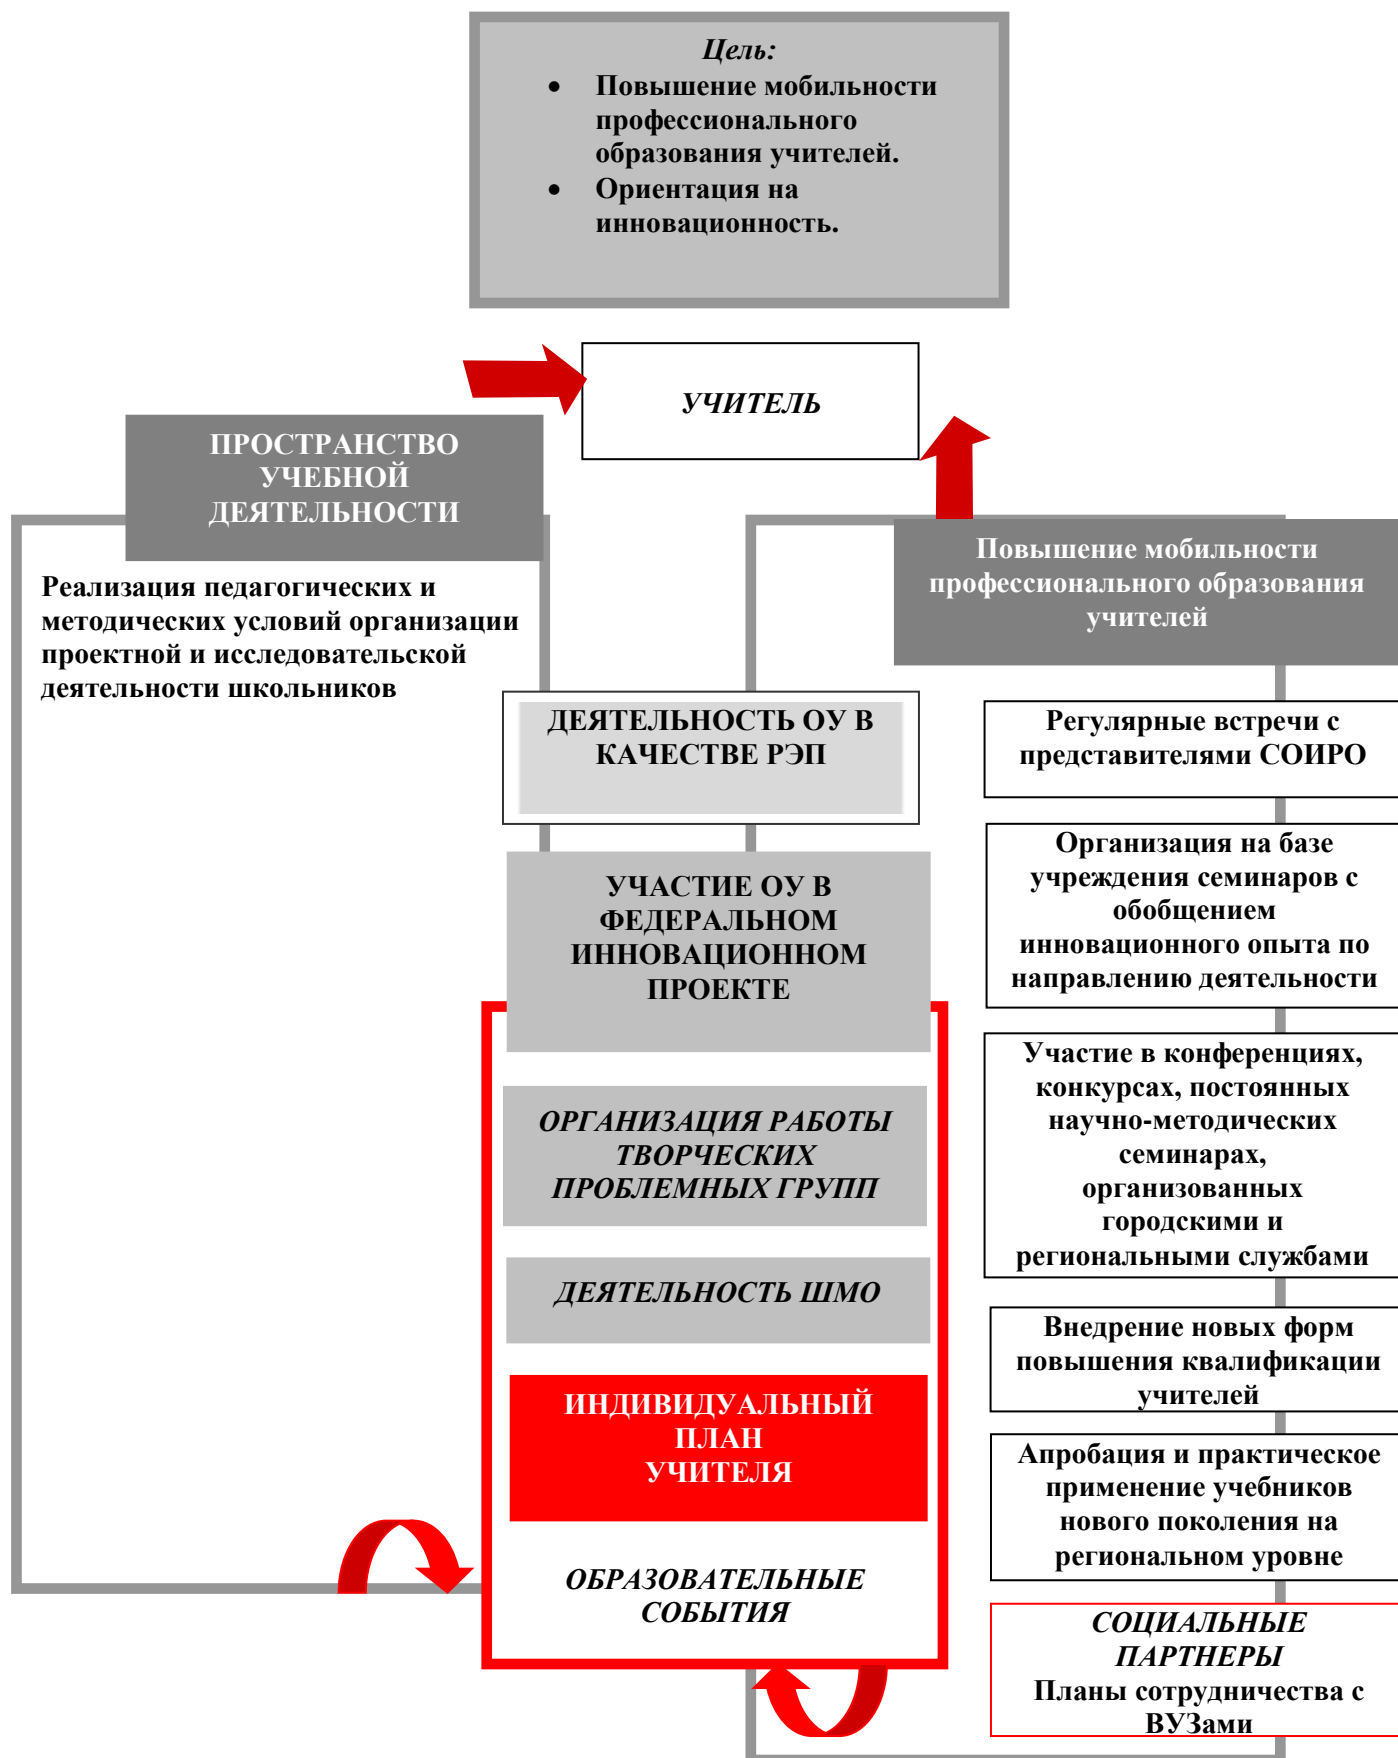 Цель:
• Повышение мобильности
профессионального
образования учителей.
• Ориентация на
инновационность.
УЧИТЕЛЬ
ПРОСТРАНСТВО
УЧЕБНОЙ
ДЕЯТЕЛЬНОСТИ
Реализация педагогических и
методических условий организации
проектной и исследовательской
деятельности школьников
Повышение мобильности
профессионального образования
учителей
ДЕЯТЕЛЬНОСТЬ ОУ В
КАЧЕСТВЕ РЭП
УЧАСТИЕ ОУ В
ФЕДЕРАЛЬНОМ
ИННОВАЦИОННОМ
ПРОЕКТЕ
ОРГАНИЗАЦИЯ РАБОТЫ
ТВОРЧЕСКИХ
ПРОБЛЕМНЫХ ГРУПП
ДЕЯТЕЛЬНОСТЬ ШМО
ИНДИВИДУАЛЬНЫЙ
ПЛАН
УЧИТЕЛЯ
ОБРАЗОВАТЕЛЬНЫЕ
СОБЫТИЯ
Регулярные встречи с
представителями СОИРО
Организация на базе
учреждения семинаров с
обобщением
инновационного опыта по
направлению деятельности
Участие в конференциях,
конкурсах, постоянных
научно-методических
семинарах,
организованных
городскими и
региональными службами
Внедрение новых форм
повышения квалификации
учителей
Апробация и практическое
применение учебников
нового поколения на
региональном уровне
СОЦИАЛЬНЫЕ
ПАРТНЕРЫ
Планы сотрудничества с
ВУЗами